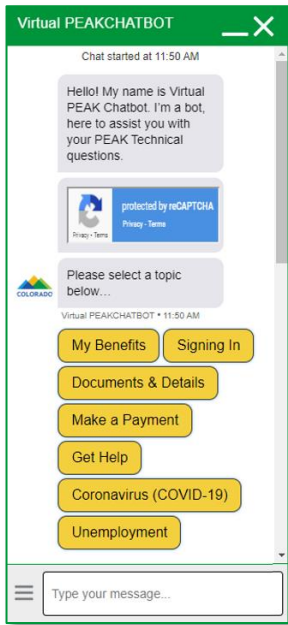 Virtual PEAKCHATBOT
Chat started at 11:50 AM
Hello! My name is Virtual
PEAK Chatbot. I'm a bot,
here to assist you with
your PEAK Technical
questions.
protected by reCAPTCHA
Privacy - Terms
Privacy - Terms
Please select a topic
below...
COLORADO
Virtual PEAKCHATBOT • 11:50 AM
My Benefits Signing In
Documents & Details
Make a Payment
Get Help
Coronavirus (COVID-19)
Unemployment
Type your message...